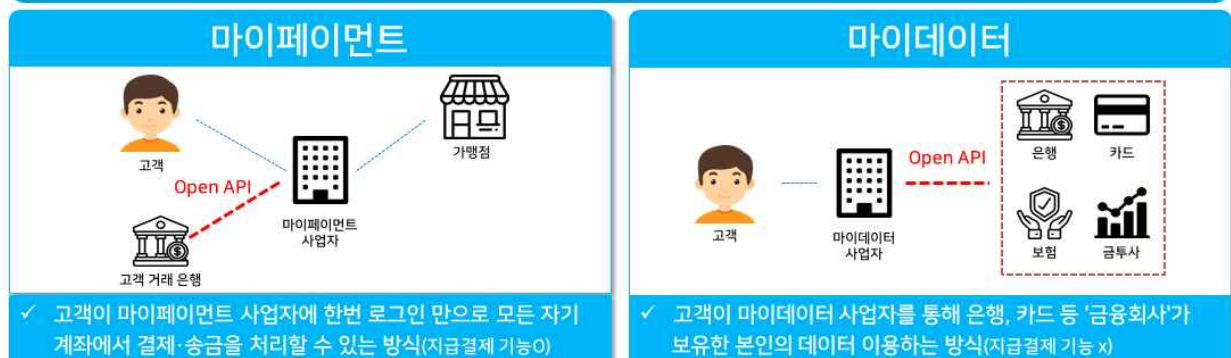 마이페이먼트
고객
가맹점
Open API
마이페이먼트
사업자
고객 거래 은행
✓ 고객이 마이페이먼트 사업자에 한번 로그인 만으로 모든 자기
계좌에서 결제·송금을 처리할 수 있는 방식(지급결제 기능O)
마이데이터
은행
카드
Open API
고객
마이데이터
사업자
보험
금투사
✓ 고객이 마이데이터 사업자를 통해 은행, 카드 등 '금융회사'가
보유한 본인의 데이터 이용하는 방식(지급결제 기능 x)